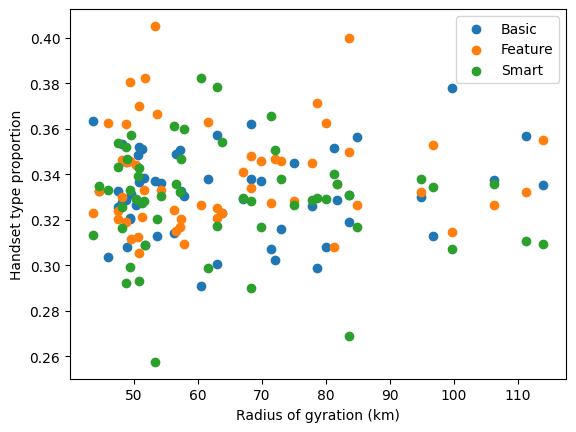 Basic
Feature
Smart
0.40
0.38
0.36
0.34
0.32
0.30
0.28
0.26
Handset type proportion
50 60 70 80 90 100 110
Radius of gyration (km)